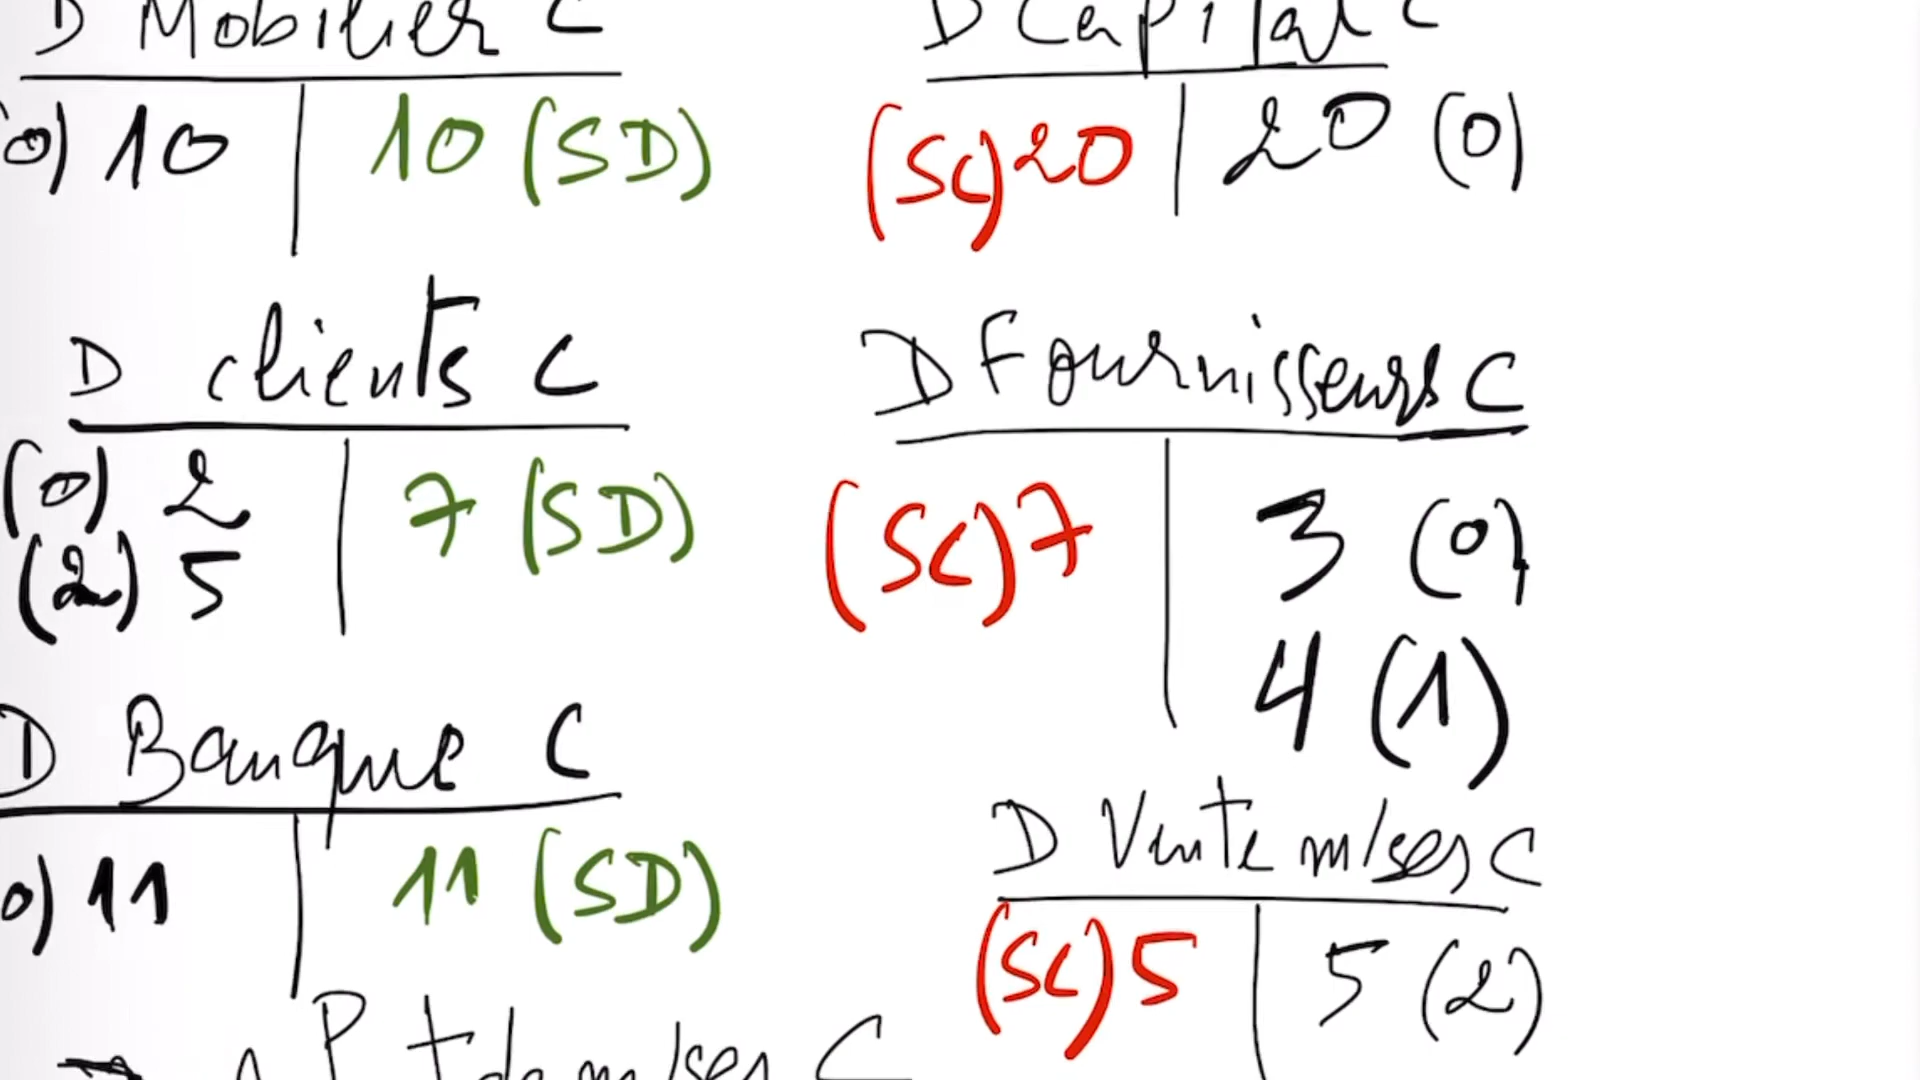 D Mobilier C
(0) 10 10 (SD)
D clients C
(0) 2 7 (SD)
(2) 5
D Banque C
0) 11 11 (SD)
D Capital C
(SC) 20 20 (0)
D Fournisseurs C
(SC) 7 3 (0)
4 (1)
D Vente m/ses C
(SC) 5 5 (2)
m/ses C